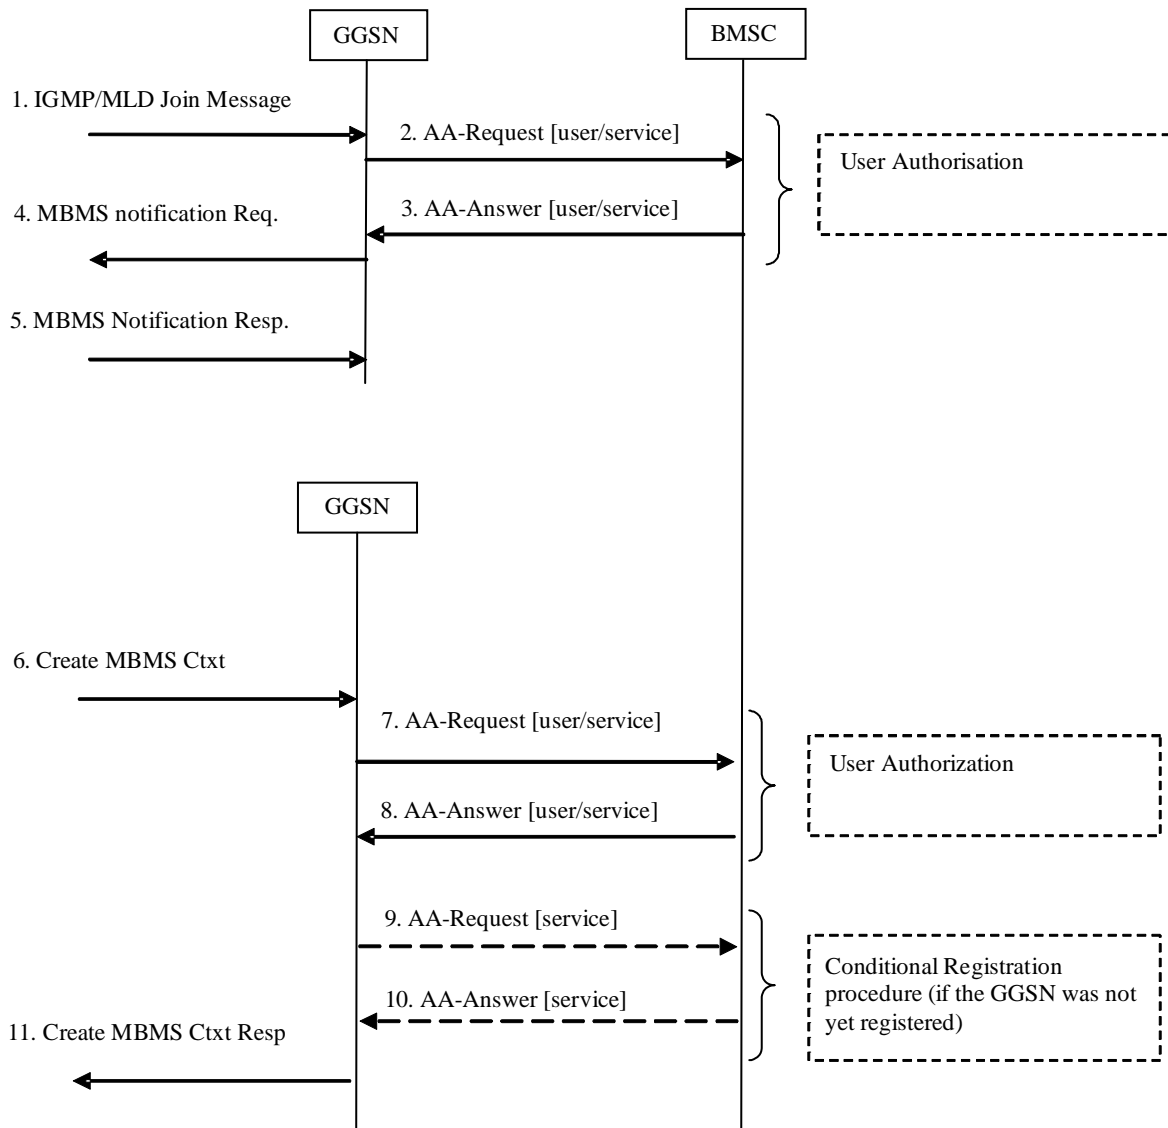 GGSN
BMSC
1. IGMP/MLD Join Message
2. AA-Request [user/service]
User Authorisation
3. AA-Answer [user/service]
4. MBMS notification Req.
5. MBMS Notification Resp.
GGSN
6. Create MBMS Ctxt
7. AA-Request [user/service]
User Authorization
8. AA-Answer [user/service]
9. AA-Request [service]
Conditional Registration
procedure (if the GGSN was not
yet registered)
10. AA-Answer [service]
11. Create MBMS Ctxt Resp